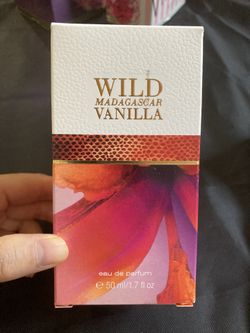 WILD
MADAGASCAR
VANILLA
eau de parfum
℮ 50 ml/1.7 fl oz